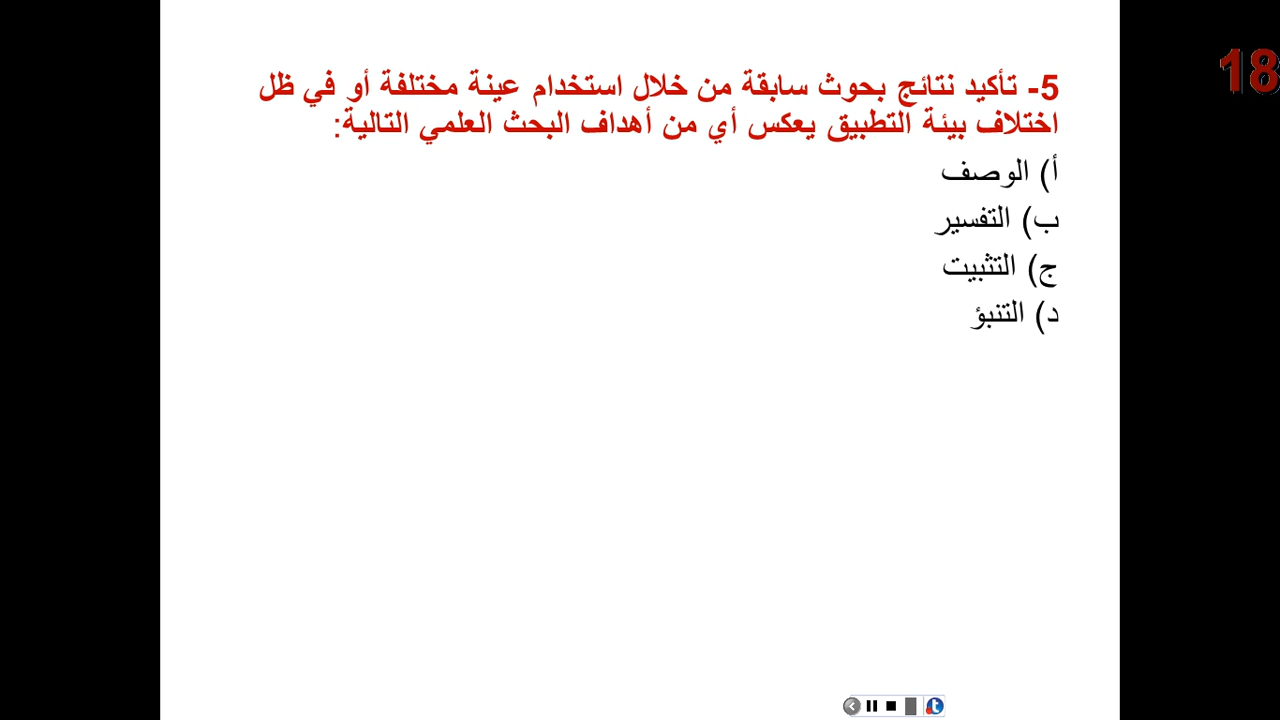 18
5- تأكيد نتائج بحوث سابقة من خلال استخدام عينة مختلفة أو في ظل
اختلاف بيئة التطبيق يعكس أي من أهداف البحث العلمي التالية:
أ) الوصف
ب) التفسير
ج) التثبيت
د) التنبؤ
t